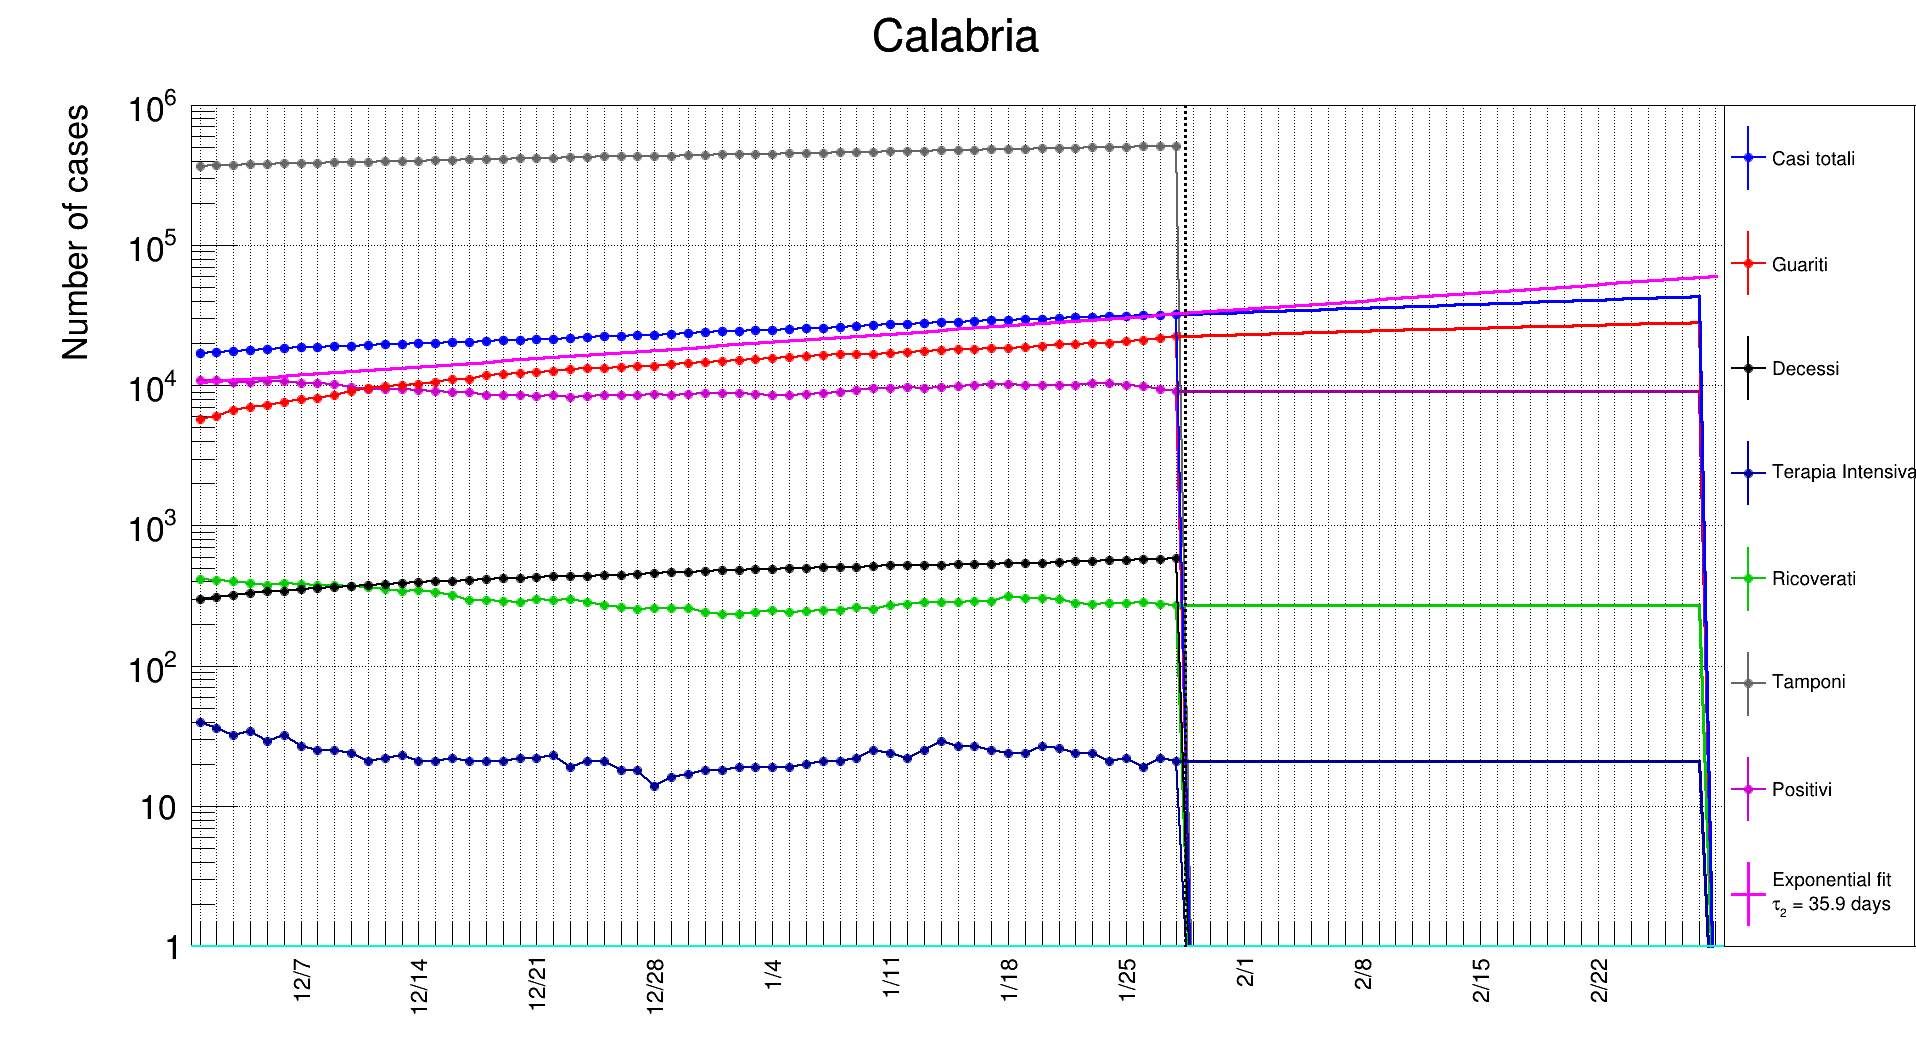 Calabria
Number of cases
10^6
10^5
10^4
10^3
10^2
10
1
12/7
12/14
12/21
12/28
1/4
1/11
1/18
1/25
2/1
2/8
2/15
2/22
Casi totali
Guariti
Decessi
Terapia Intensiva
Ricoverati
Tamponi
Positivi
Exponential fit
τ₂ = 35.9 days